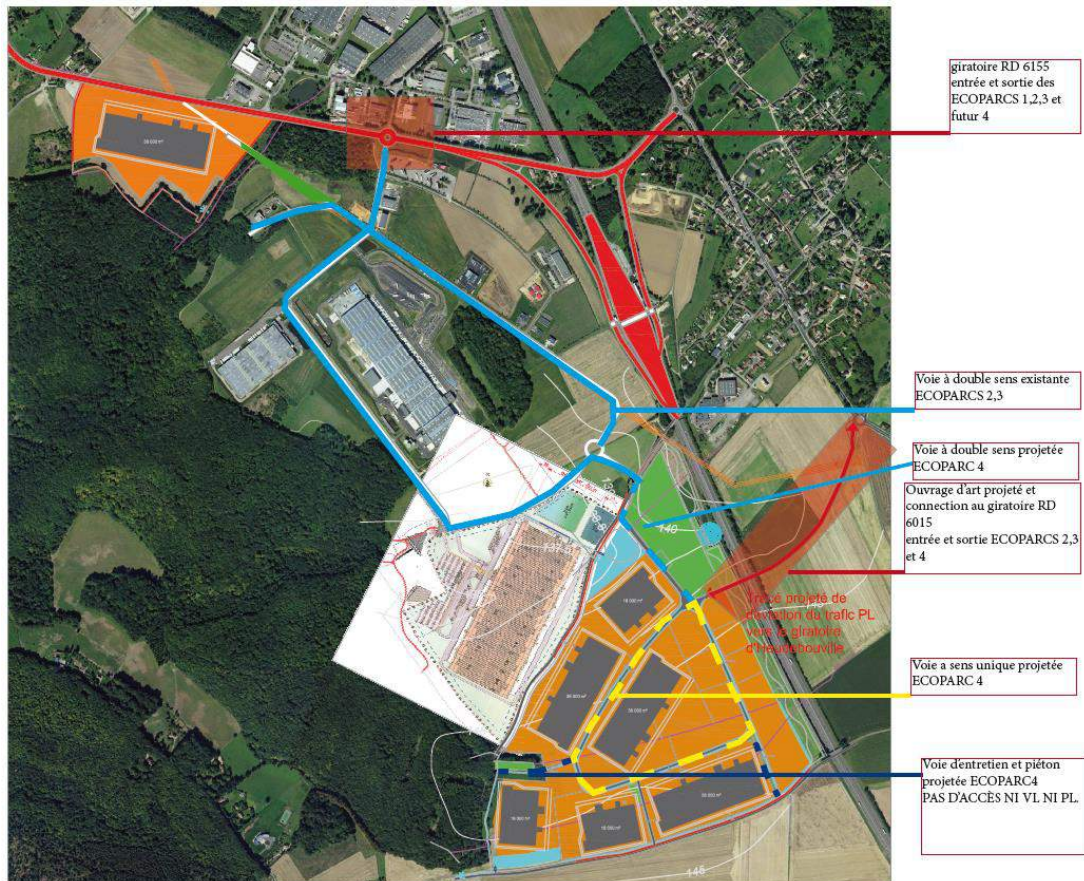 giratoire RD 6155
entrée et sortie des
ECOPARCS 1,2,3 et
futur 4
Voie à double sens existante
ECOPARCS 2,3
Voie à double sens projetée
ECOPARC 4
Ouvrage d'art projeté et
connection au giratoire RD
6015
entrée et sortie ECOPARCS 2,3
et 4
140
Tracé projeté de
déviation du trafic PL
vers le giratoire
d'Heudebouville
Voie a sens unique projetée
ECOPARC 4
Voie d'entretien et piéton
projetée ECOPARC4
PAS D'ACCÈS NI VL NI PL.
145